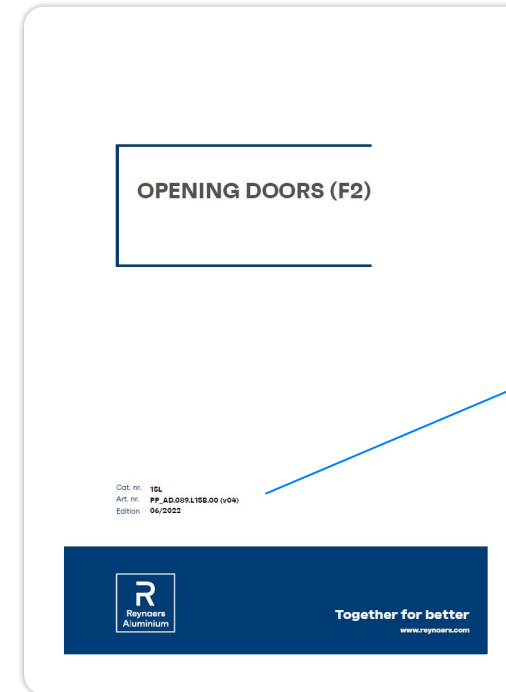 OPENING DOORS (F2)
Cat. nr. 15L
Art. nr. PP_AD.089.L15B.00 (v04)
Edition 06/2022
R
Reynaers
Aluminium
Together for better
www.reynaers.com